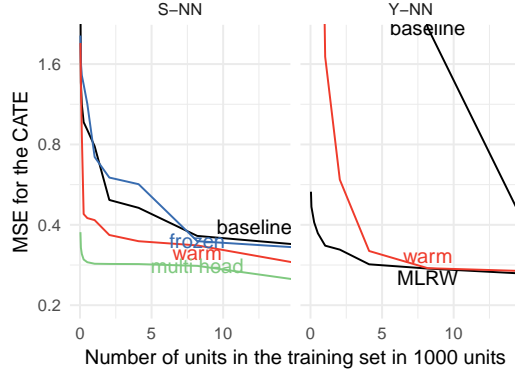 S−NN
Y−NN
MSE for the CATE
1.6
0.8
0.4
0.2
baseline
frozen
warm
multi head
baseline
warm
MLRW
0
5
10
0
5
10
Number of units in the training set in 1000 units